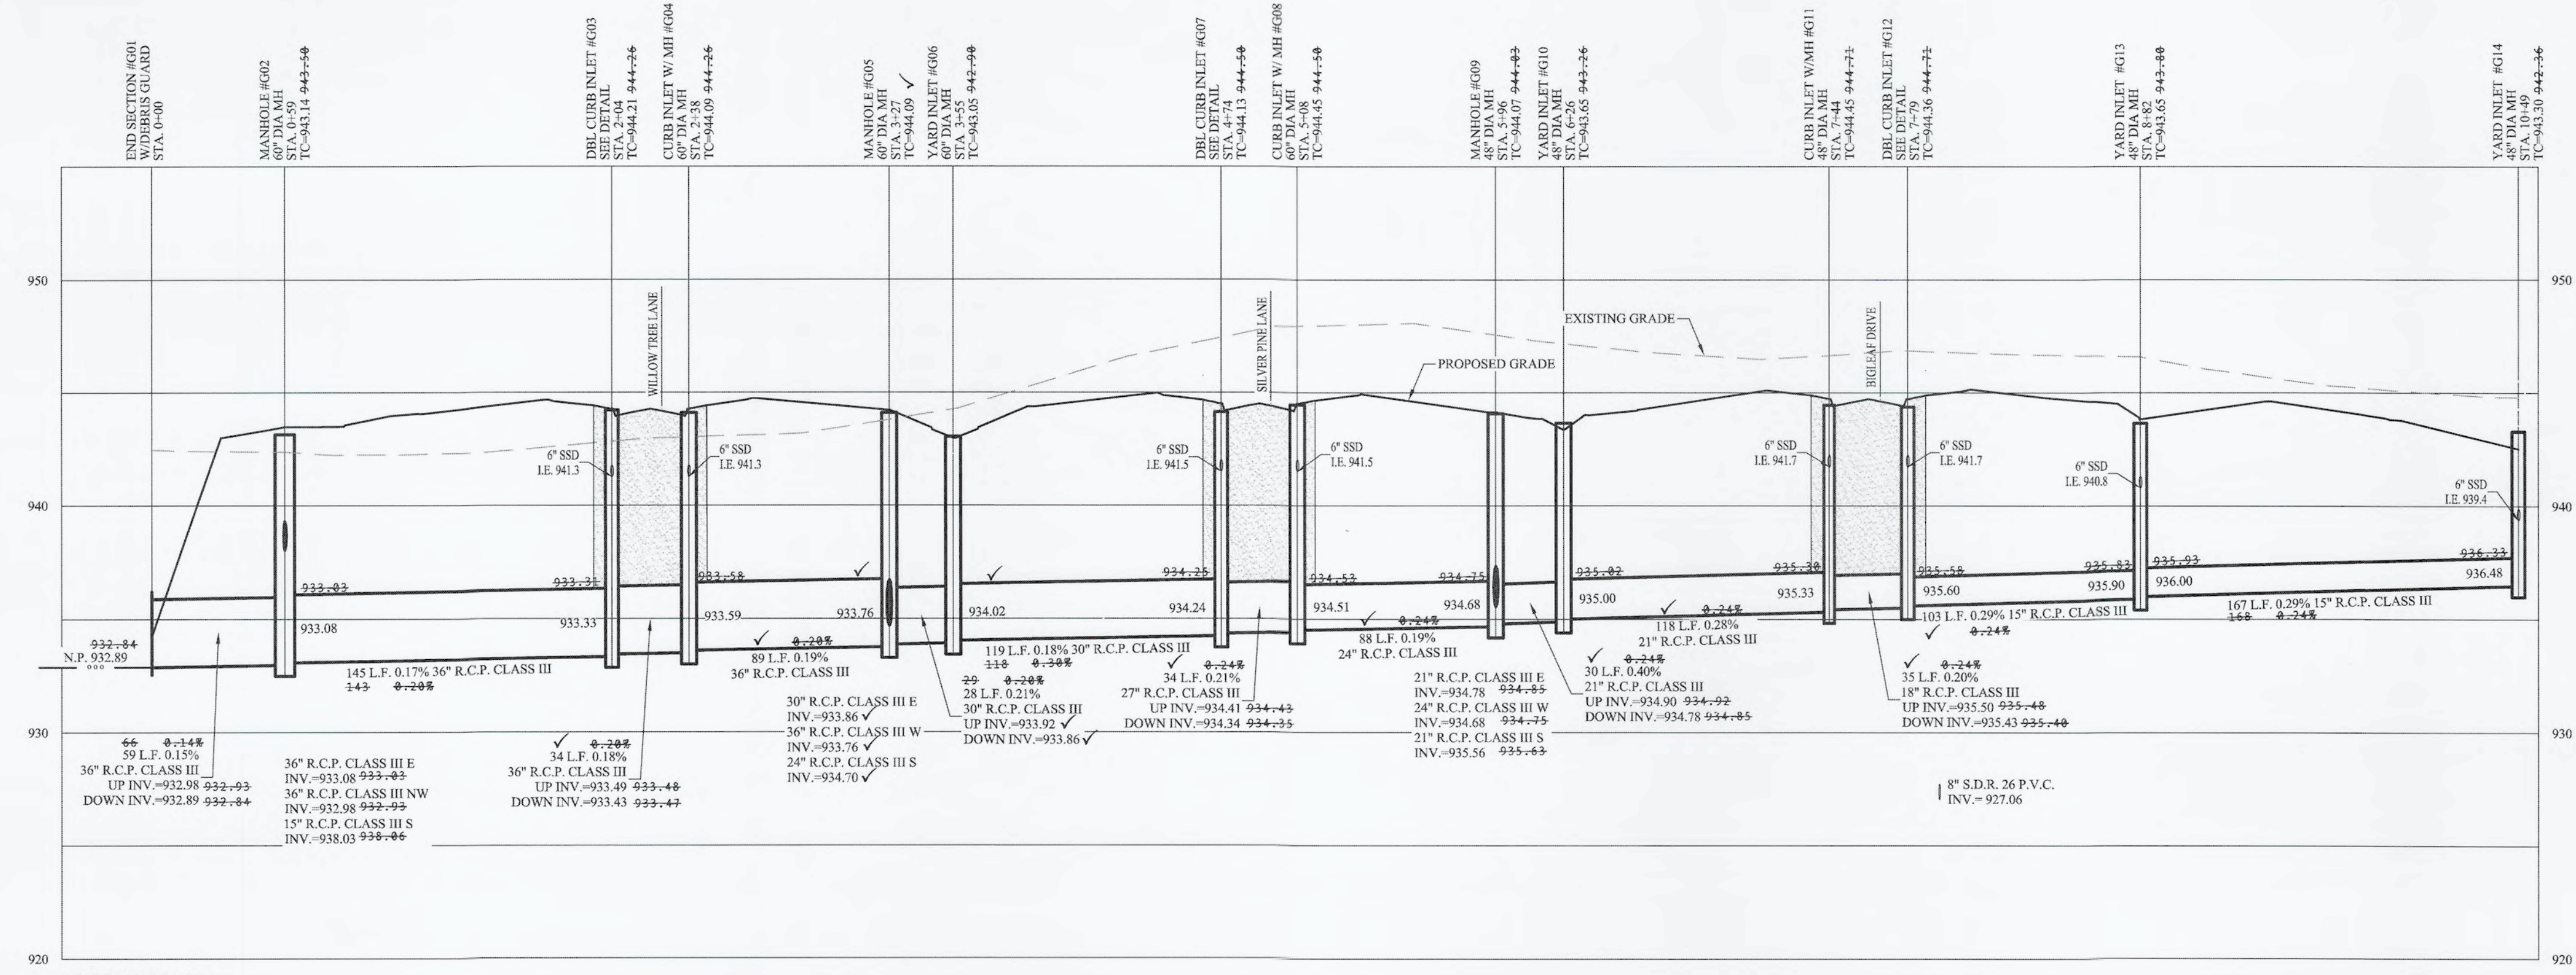 END SECTION #G01
W/DEBRIS GUARD
STA. 0+00
MANHOLE #G02
60" DIA MH
STA. 0+59
TC=943.14 943.50
DBL CURB INLET #G03
SEE DETAIL
STA. 2+04
TC=944.21 944.26
CURB INLET W/ MH #G04
60" DIA MH
STA. 2+38
TC=944.09 944.26
MANHOLE #G05
60" DIA MH
STA. 3+27
TC=944.09 ✓
YARD INLET #G06
60" DIA MH
STA. 3+55
TC=943.05 942.90
DBL CURB INLET #G07
SEE DETAIL
STA. 4+74
TC=944.13 944.50
CURB INLET W/ MH #G08
60" DIA MH
STA. 5+08
TC=944.45 944.50
MANHOLE #G09
48" DIA MH
STA. 5+96
TC=944.07 944.03
YARD INLET #G10
48" DIA MH
STA. 6+26
TC=943.65 943.26
CURB INLET W/MH #G11
48" DIA MH
STA. 7+44
TC=944.45 944.71
DBL CURB INLET #G12
SEE DETAIL
STA. 7+79
TC=944.36 944.71
YARD INLET #G13
48" DIA MH
STA. 8+82
TC=943.65 943.80
YARD INLET #G14
48" DIA MH
STA. 10+49
TC=943.30 942.36
950
950
WILLOW TREE LANE
SILVER PINE LANE
BIGLEAF DRIVE
EXISTING GRADE
PROPOSED GRADE
6" SSD
I.E. 941.3
6" SSD
I.E. 941.3
6" SSD
I.E. 941.5
6" SSD
I.E. 941.5
6" SSD
I.E. 941.7
6" SSD
I.E. 941.7
6" SSD
I.E. 940.8
6" SSD
I.E. 939.4
940
940
933.03
933.31
933.58
✓
✓
934.25
934.53
934.75
935.02
935.30
935.58
935.83
935.93
936.33
933.08
933.33
933.59
933.76
934.02
934.24
934.51
934.68
935.00
935.33
935.60
935.90
936.00
936.48
932.84
N.P. 932.89
145 L.F. 0.17% 36" R.C.P. CLASS III
143 0.20%
✓ 0.20%
89 L.F. 0.19%
36" R.C.P. CLASS III
119 L.F. 0.18% 30" R.C.P. CLASS III
118 0.30%
29 0.20%
28 L.F. 0.21%
30" R.C.P. CLASS III
UP INV.=933.92 ✓
DOWN INV.=933.86 ✓
✓ 0.24%
34 L.F. 0.21%
27" R.C.P. CLASS III
UP INV.=934.41 934.43
DOWN INV.=934.34 934.35
✓ 0.24%
88 L.F. 0.19%
24" R.C.P. CLASS III
21" R.C.P. CLASS III E
INV.=934.78 934.85
24" R.C.P. CLASS III W
INV.=934.68 934.75
21" R.C.P. CLASS III S
INV=935.56 935.63
✓ 0.24%
30 L.F. 0.40%
21" R.C.P. CLASS III
UP INV=934.90 934.92
DOWN INV=934.78 934.85
✓ 0.24%
118 L.F. 0.28%
21" R.C.P. CLASS III
103 L.F. 0.29% 15" R.C.P. CLASS III
✓ 0.24%
✓ 0.24%
35 L.F. 0.20%
18" R.C.P. CLASS III
UP INV=935.50 935.48
DOWN INV=935.43 935.40
167 L.F. 0.29% 15" R.C.P. CLASS III
168 0.24%
930
930
66 0.14%
59 L.F. 0.15%
36" R.C.P. CLASS III
UP INV.=932.98 932.93
DOWN INV.=932.89 932.84
36" R.C.P. CLASS III E
INV.=933.08 933.03
36" R.C.P. CLASS III NW
INV.=932.98 932.93
15" R.C.P. CLASS III S
INV.=938.03 938.06
✓ 0.20%
34 L.F. 0.18%
36" R.C.P. CLASS III
UP INV=933.49 933.48
DOWN INV=933.43 933.47
30" R.C.P. CLASS III E
INV.=933.86 ✓
36" R.C.P. CLASS III W
INV.=933.76 ✓
24" R.C.P. CLASS III S
INV.=934.70 ✓
8" S.D.R. 26 P.V.C.
INV.= 927.06
920
920